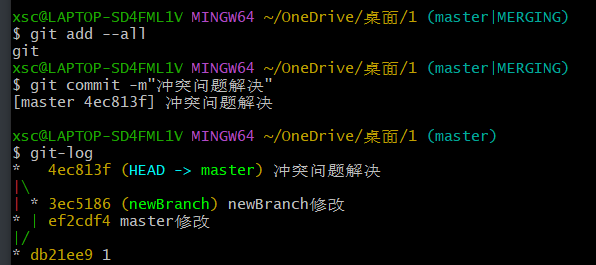 xsc@LAPTOP-SD4FML1V MINGW64 ~/OneDrive/桌面/1 (master|MERGING)
$ git add --all
git
xsc@LAPTOP-SD4FML1V MINGW64 ~/OneDrive/桌面/1 (master|MERGING)
$ git commit -m"冲突问题解决"
[master 4ec813f] 冲突问题解决
xsc@LAPTOP-SD4FML1V MINGW64 ~/OneDrive/桌面/1 (master)
$ git-log
*   4ec813f (HEAD -> master) 冲突问题解决
|\
| * 3ec5186 (newBranch) newBranch修改
* | ef2cdf4 master修改
|/
* db21ee9 1